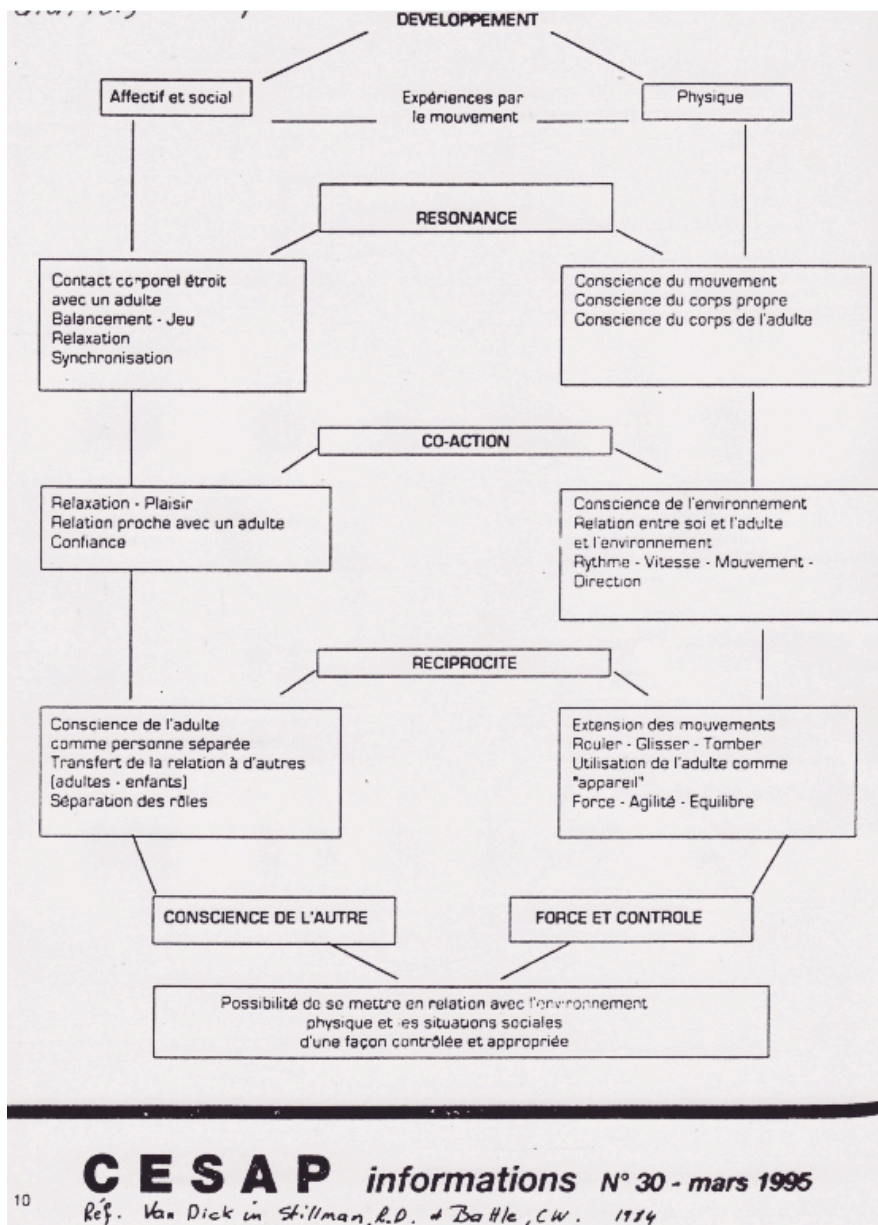 DEVELOPPEMENT
Affectif et social
Expériences par
le mouvement
Physique
RESONANCE
Contact corporel étroit
avec un adulte
Balancement - Jeu
Relaxation
Synchronisation
Conscience du mouvement
Conscience du corps propre
Conscience du corps de l'adulte
CO-ACTION
Relaxation - Plaisir
Relation proche avec un adulte
Confiance
Conscience de l'environnement
Relation entre soi et l'adulte
et l'environnement
Rythme - Vitesse - Mouvement -
Direction
RECIPROCITE
Conscience de l'adulte
comme personne séparée
Transfert de la relation à d'autres
(adultes - enfants)
Séparation des rôles
Extension des mouvements
Rouler - Glisser - Tomber
Utilisation de l'adulte comme
"appareil"
Force - Agilité - Equilibre
CONSCIENCE DE L'AUTRE
FORCE ET CONTROLE
Possibilité de se mettre en relation avec l'environnement
physique et les situations sociales
d'une façon contrôlée et appropriée
CESAP informations N° 30 - mars 1995
10
Réf. Van Dick in Stillman, R.D. & Battle, C.W. 1984